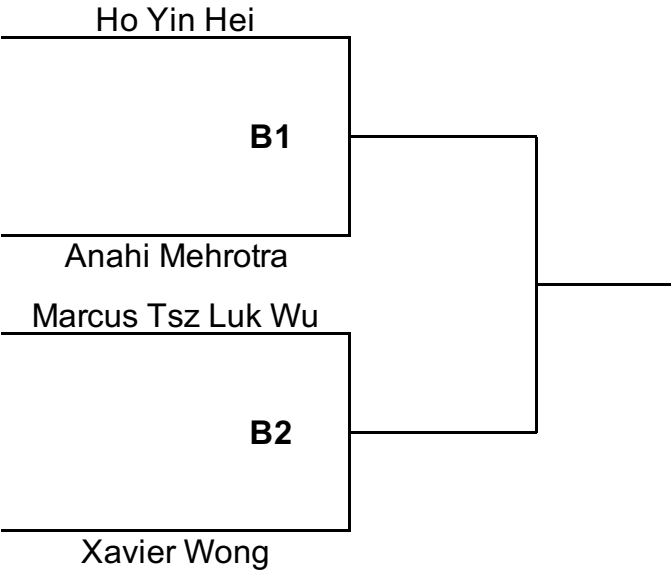 Ho Yin Hei
B1
Anahi Mehrotra
Marcus Tsz Luk Wu
B2
Xavier Wong